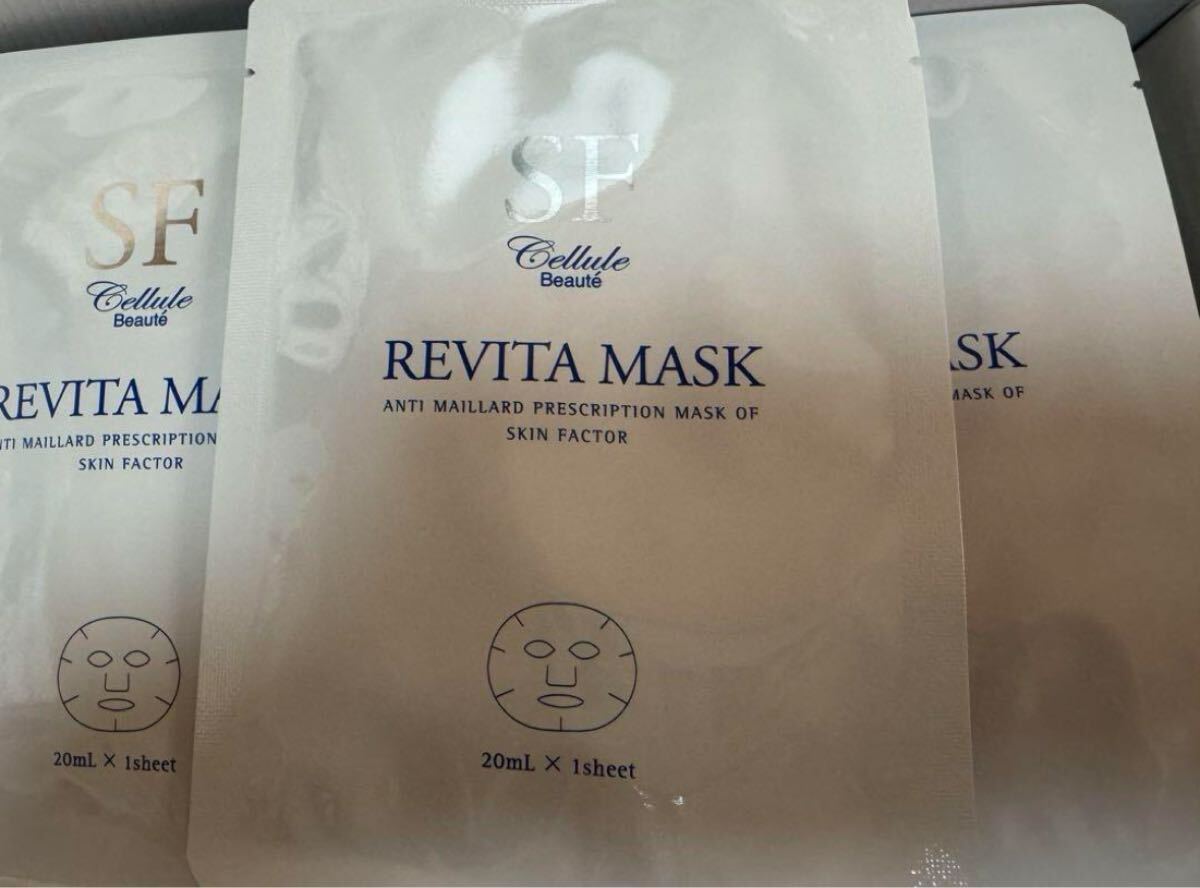 SF
Cellule
Beauté
REVITA MA
NTI MAILLARD PRESCRIPTION
SKIN FACTOR
20mL × 1sheet
SF
Cellule
Beauté
REVITA MASK
ANTI MAILLARD PRESCRIPTION MASK OF
SKIN FACTOR
20mL × 1sheet
ASK
MASK OF